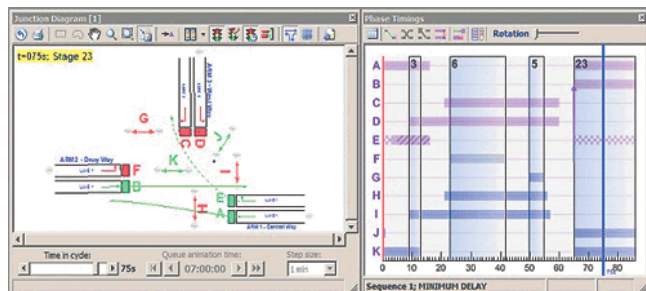 Junction Diagram [1]
t=075s; Stage 23
ARM 2 - Drury Way
ARM 1 - Central Way
G
C
D
J
K
F
B
I
H
E
A
Time in cycle:
75s
Queue animation time:
07:00:00
Step size:
1 min
Phase Timings
Rotation
3
6
5
23
A
B
C
D
E
F
G
H
I
J
K
0
10
20
30
40
50
60
70
80
Sequence 1; MINIMUM DELAY